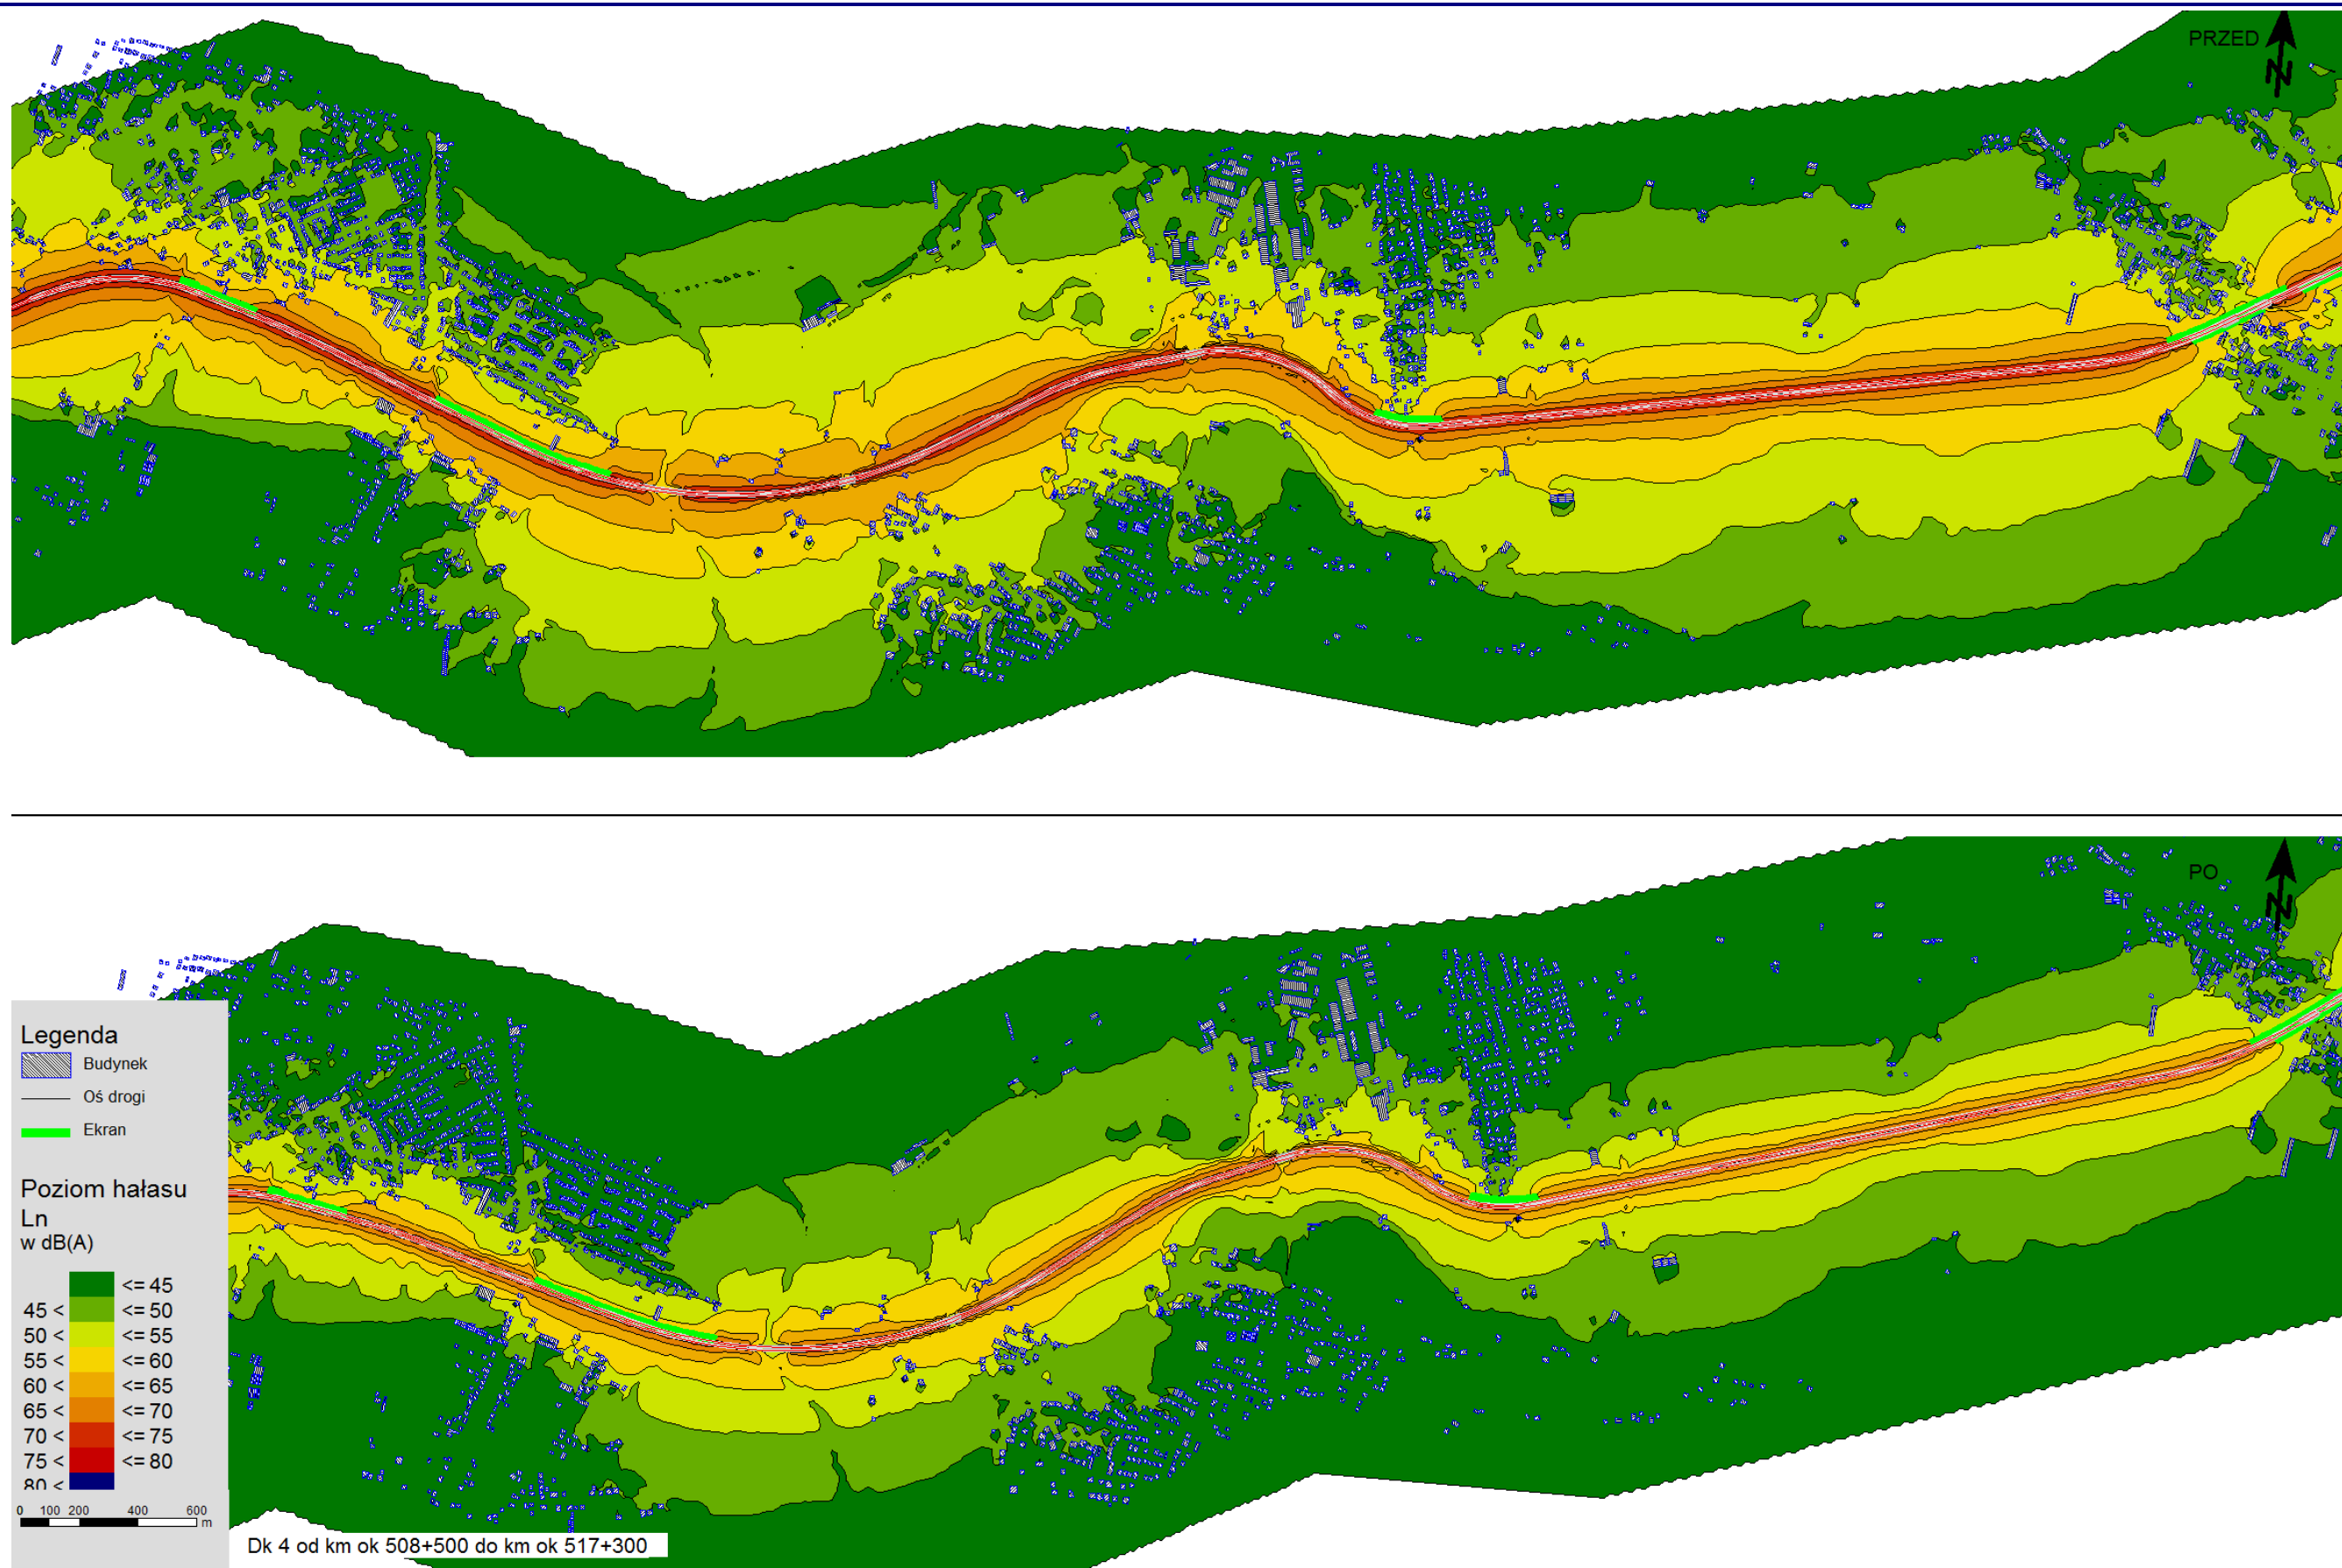 PRZED
N
PO
N
Legenda
Budynek
Oś drogi
Ekran
Poziom hałasu
Ln
w dB(A)
<= 45
45 < <= 50
50 < <= 55
55 < <= 60
60 < <= 65
65 < <= 70
70 < <= 75
75 < <= 80
80 <
0 100 200 400 600
m
Dk 4 od km ok 508+500 do km ok 517+300